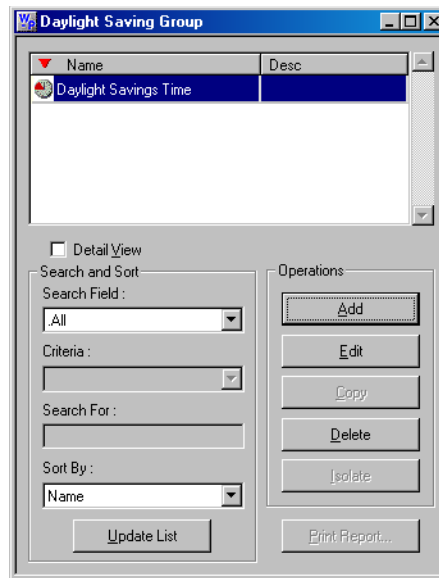 WP Daylight Saving Group
Name Desc
Daylight Savings Time
Detail View
Search and Sort
Search Field :
.All
Criteria :
Search For :
Sort By :
Name
Update List
Operations
Add
Edit
Copy
Delete
Isolate
Print Report...